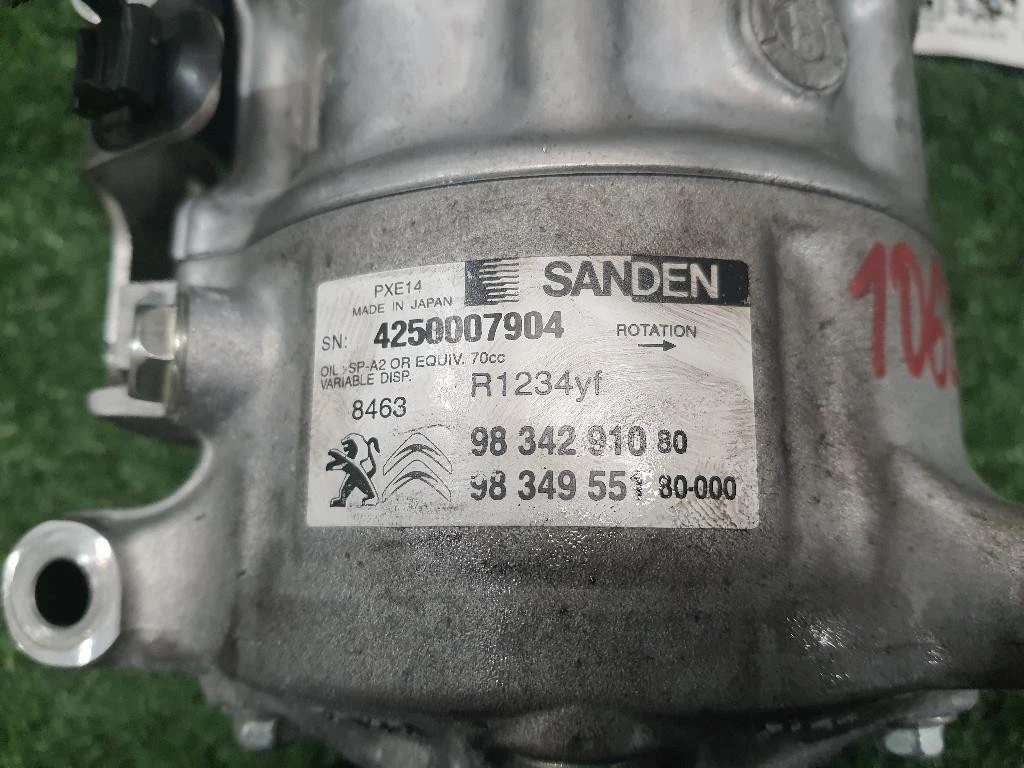 PXE14
MADE IN JAPAN
SANDEN
SN: 4250007904
ROTATION
OIL :SP-A2 OR EQUIV. 70cc
VARIABLE DISP.
R1234yf
8463
98 342 910 80
98 349 551 80-000